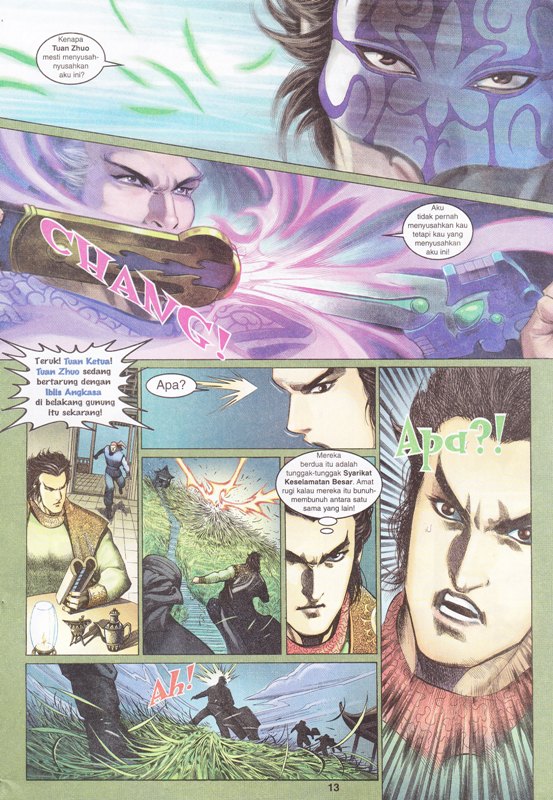 Kenapa
Tuan Zhuo
mesti menyusah-
nyusahkan
aku ini?
Aku
tidak pernah
menyusahkan kau
tetapi kau yang
menyusahkan
aku ini!
CHANG!
Teruk! Tuan Ketua!
Tuan Zhuo sedang
bertarung dengan
Iblis Angkasa
di belakang gunung
itu sekarang!
Apa?
Mereka
berdua itu adalah
tunggak-tunggak Syarikat
Keselamatan Besar. Amat
rugi kalau mereka itu bunuh-
membunuh antara satu
sama yang lain!
Apa?!
Ah!
13